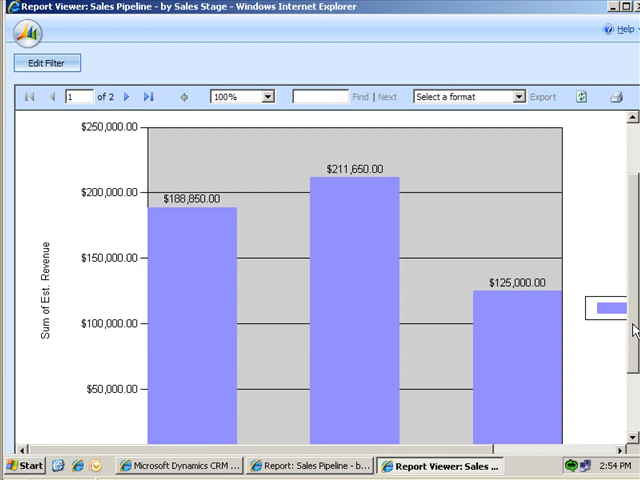 Report Viewer: Sales Pipeline - by Sales Stage - Windows Internet Explorer
Help
Edit Filter
1 of 2 100% Find | Next Select a format Export
$250,000.00
$211,650.00
$200,000.00
$188,850.00
$150,000.00
$125,000.00
$100,000.00
$50,000.00
Sum of Est. Revenue
Start Microsoft Dynamics CRM ... Report: Sales Pipeline - b... Report Viewer: Sales ... 2:54 PM